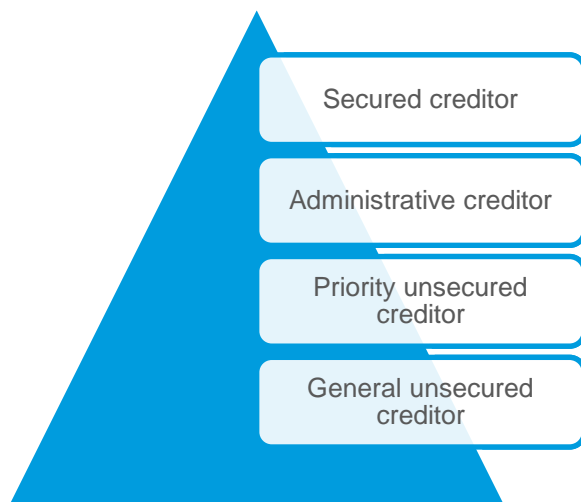 Secured creditor
Administrative creditor
Priority unsecured
creditor
General unsecured
creditor